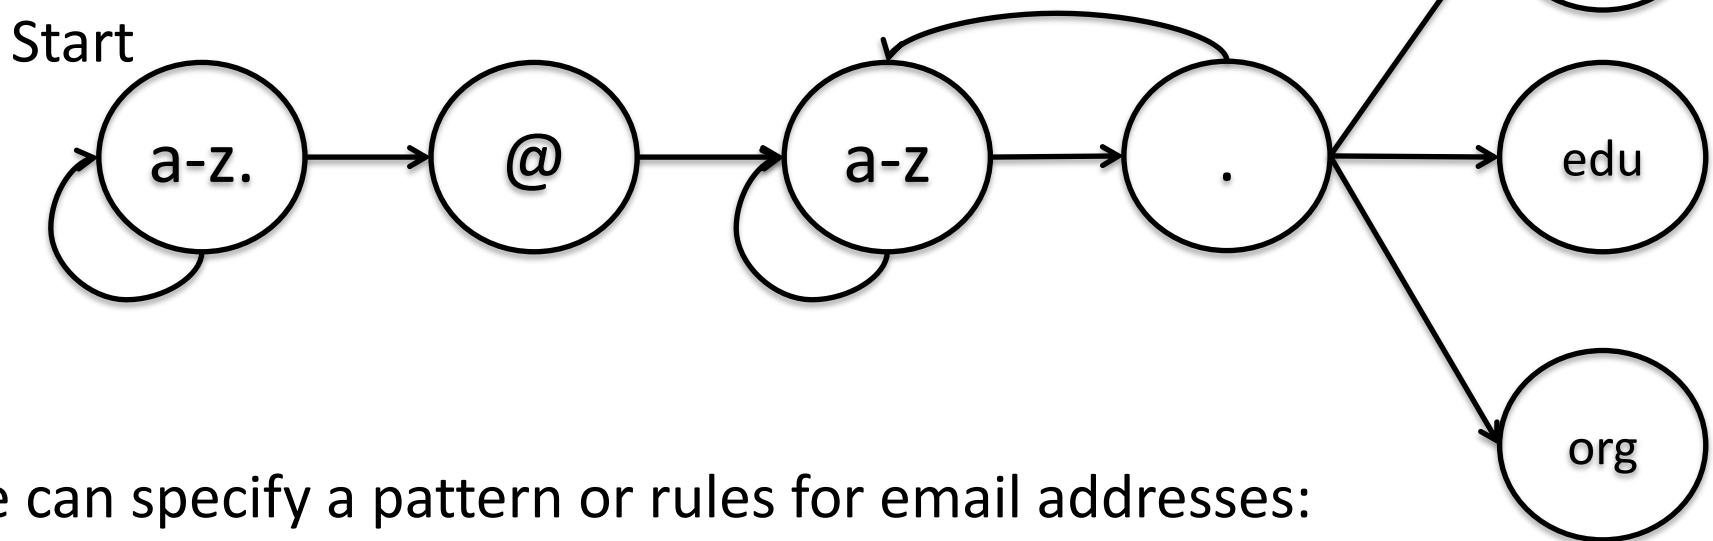 Start
a-z.
@
a-z
.
edu
org
can specify a pattern or rules for email addresses: